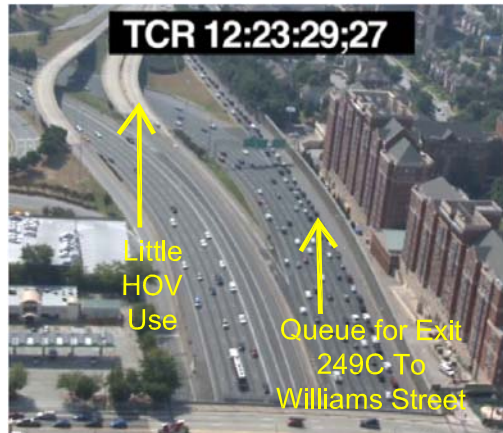 TCR 12:23:29;27
Little
HOV
Use
Queue for Exit
249C To
Williams Street